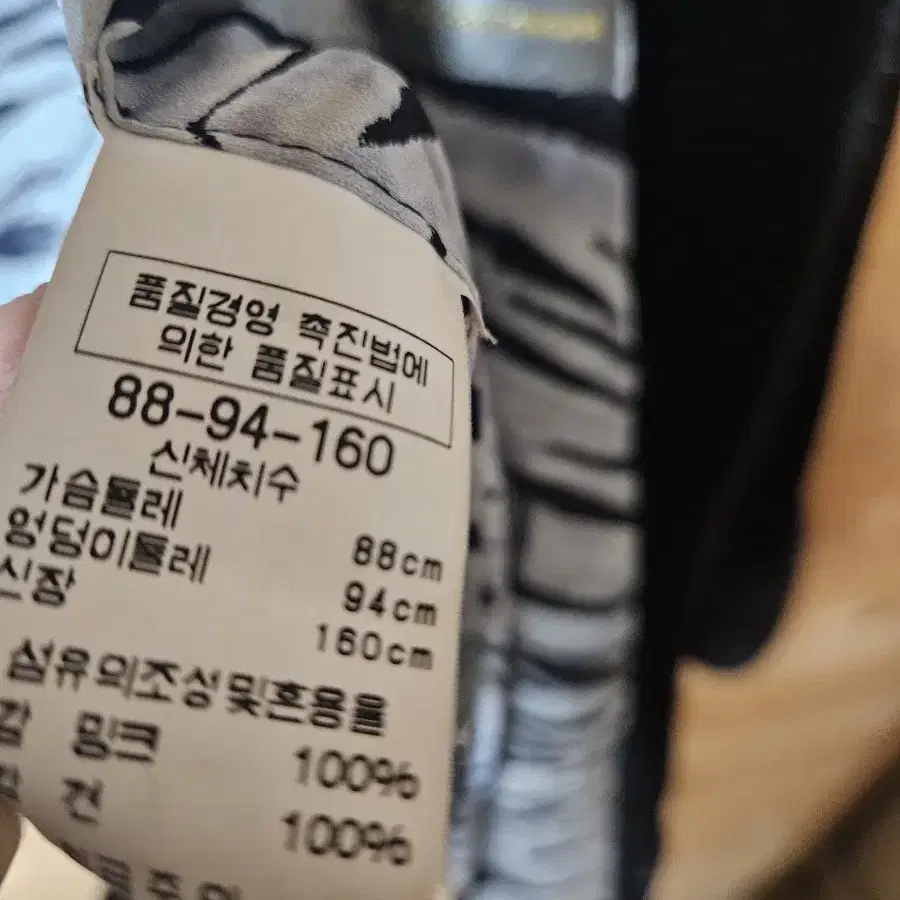 품질경영 촉진법에
의한 품질표시
88-94-160
신체치수
가슴둘레 88cm
엉덩이둘레 94cm
신장 160cm
섬유의조성및혼용율
밍크 100%
견 100%